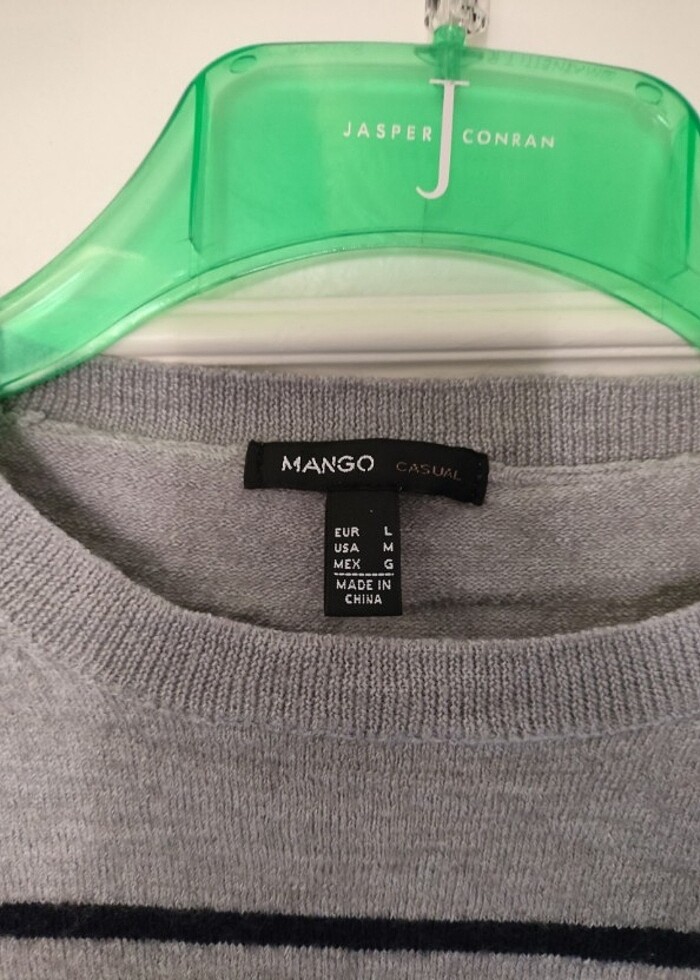 JASPER J CONRAN
MANGO CASUAL
EUR L
USA M
MEX G
MADE IN
CHINA